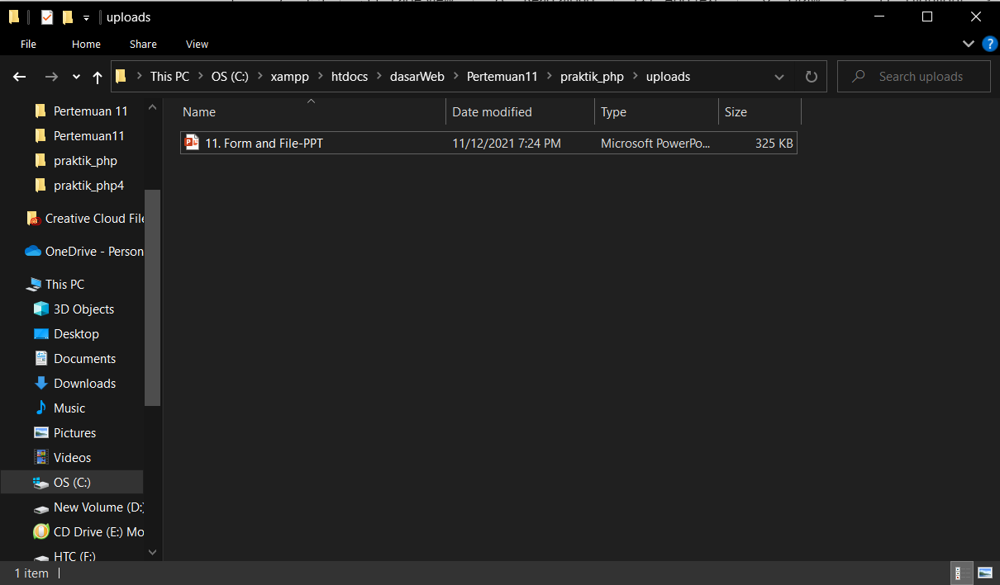 uploads
File Home Share View
This PC OS (C:) xampp htdocs dasarWeb Pertemuan11 praktik_php uploads
Search uploads
Pertemuan 11
Pertemuan11
praktik_php
praktik_php4
Creative Cloud File
OneDrive - Person
This PC
3D Objects
Desktop
Documents
Downloads
Music
Pictures
Videos
OS (C:)
New Volume (D:)
CD Drive (E:) Mo
HTC (F:)
Name Date modified Type Size
11. Form and File-PPT 11/12/2021 7:24 PM Microsoft PowerPo... 325 KB
1 item